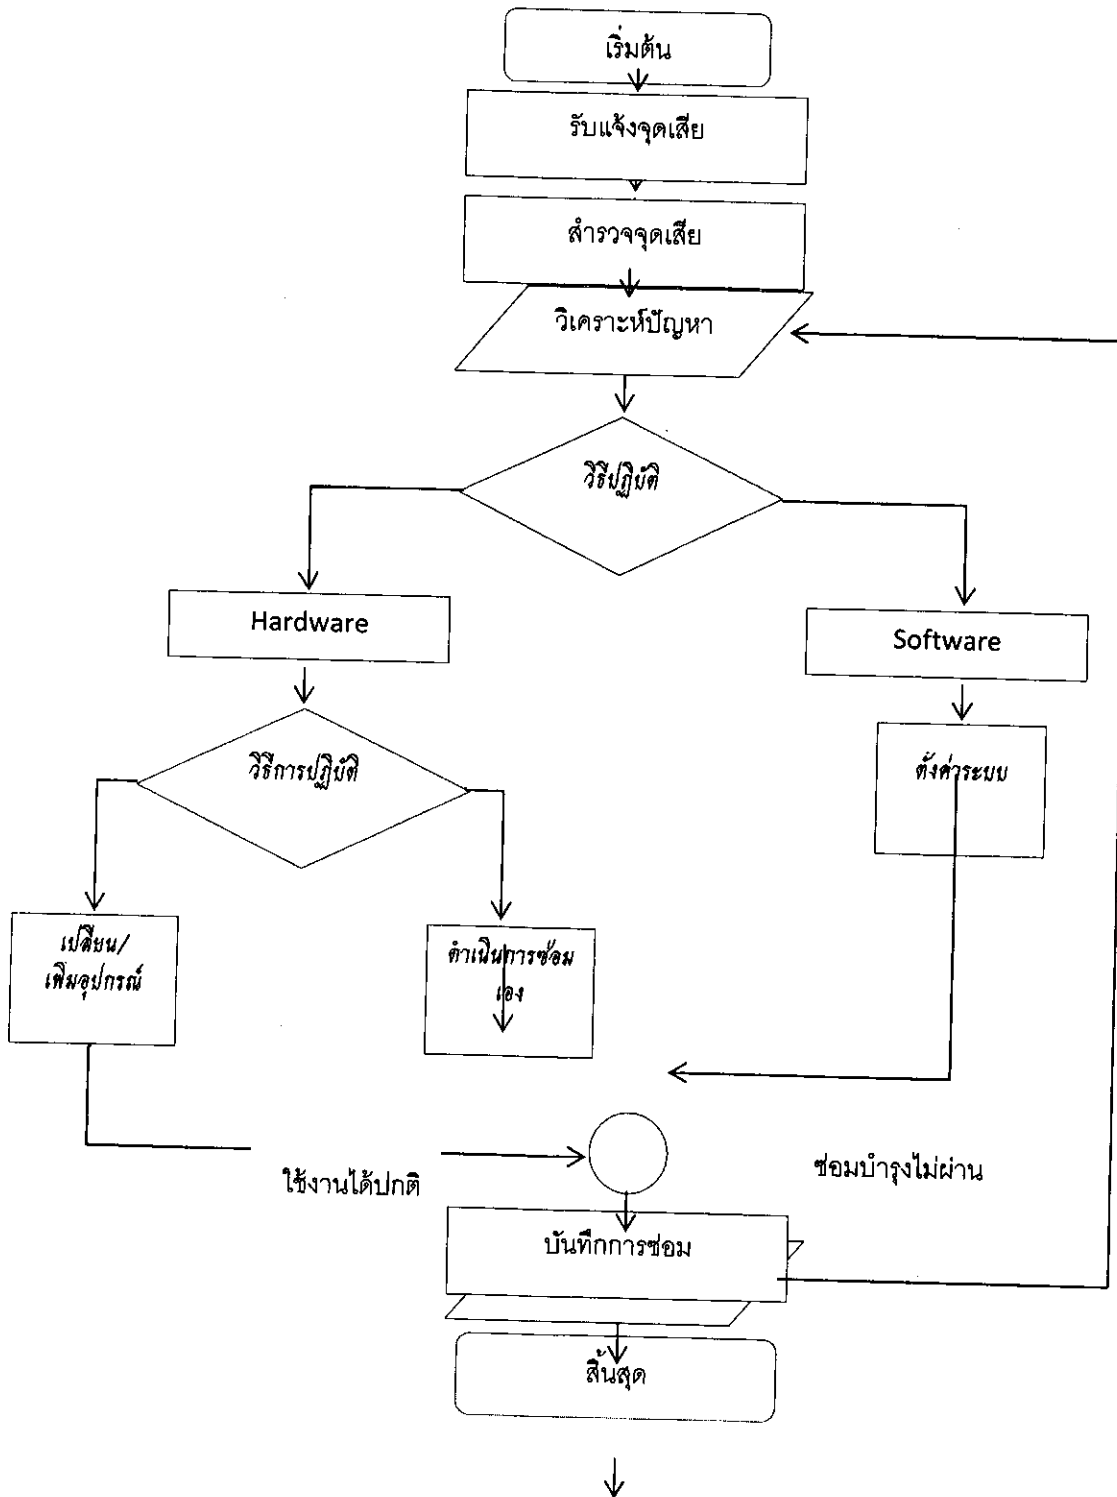 เริ่มต้น
รับแจ้งจุดเสีย
สำรวจจุดเสีย
วิเคราะห์ปัญหา
วิธีปฏิบัติ
Hardware
Software
วิธีการปฏิบัติ
ตั้งค่าระบบ
เปลี่ยน/
เพิ่มอุปกรณ์
ดำเนินการซ่อม
เอง
ใช้งานได้ปกติ
ซ่อมบำรุงไม่ผ่าน
บันทึกการซ่อม
สิ้นสุด